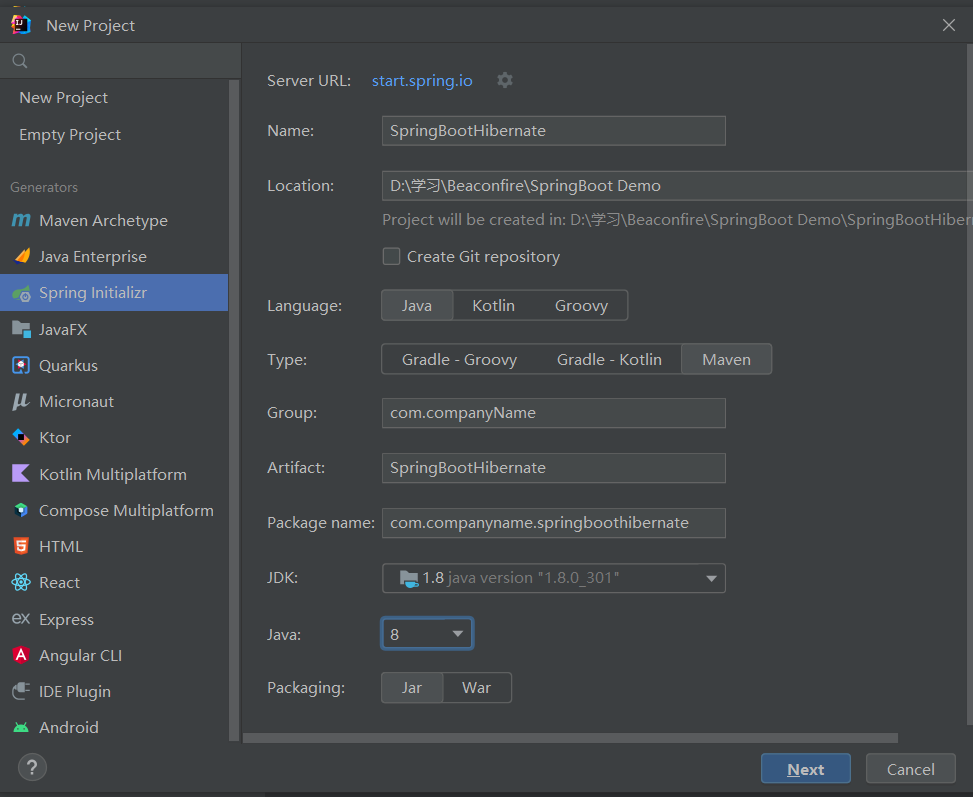 New Project
New Project
Empty Project
Generators
Maven Archetype
Java Enterprise
Spring Initializr
JavaFX
Quarkus
Micronaut
Ktor
Kotlin Multiplatform
Compose Multiplatform
HTML
React
ex Express
Angular CLI
IDE Plugin
Android
?
Server URL: start.spring.io
Name: SpringBootHibernate
Location: D:\学习\Beaconfire\SpringBoot Demo
Project will be created in: D:\学习\Beaconfire\SpringBoot Demo\SpringBootHiber
Create Git repository
Language: Java Kotlin Groovy
Type: Gradle - Groovy Gradle - Kotlin Maven
Group: com.companyName
Artifact: SpringBootHibernate
Package name: com.companyname.springboothibernate
JDK: 1.8 java version "1.8.0_301"
Java: 8
Packaging: Jar War
Next Cancel